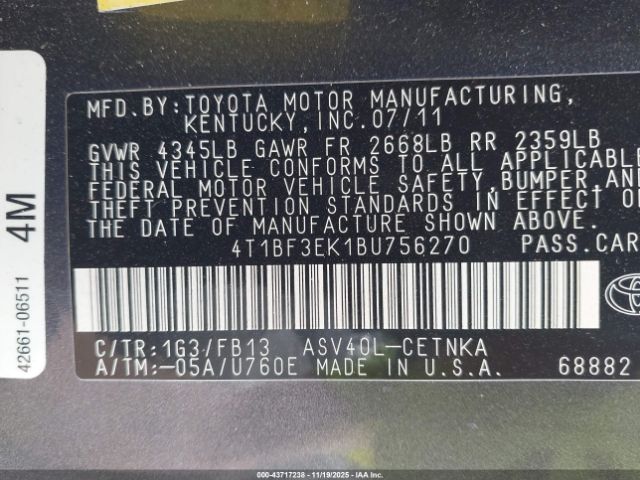 MFD.BY:TOYOTA MOTOR MANUFACTURING,
KENTUCKY,INC.07/11
GVWR 4345LB GAWR FR 2668LB RR 2359LB
THIS VEHICLE CONFORMS TO ALL APPLICABLE
FEDERAL MOTOR VEHICLE SAFETY,BUMPER,AND
THEFT PREVENTION STANDARDS IN EFFECT O
THE DATE OF MANUFACTURE SHOWN ABOVE.
4T1BF3EK1BU756270 PASS.CAR
C/TR:1G3/FB13 ASV40L-CETNKA
A/TM:-05A/U760E MADE IN U.S.A. 68882
4M
42661-06511
000-43717238 - 11/19/2025 - IAAI.COM